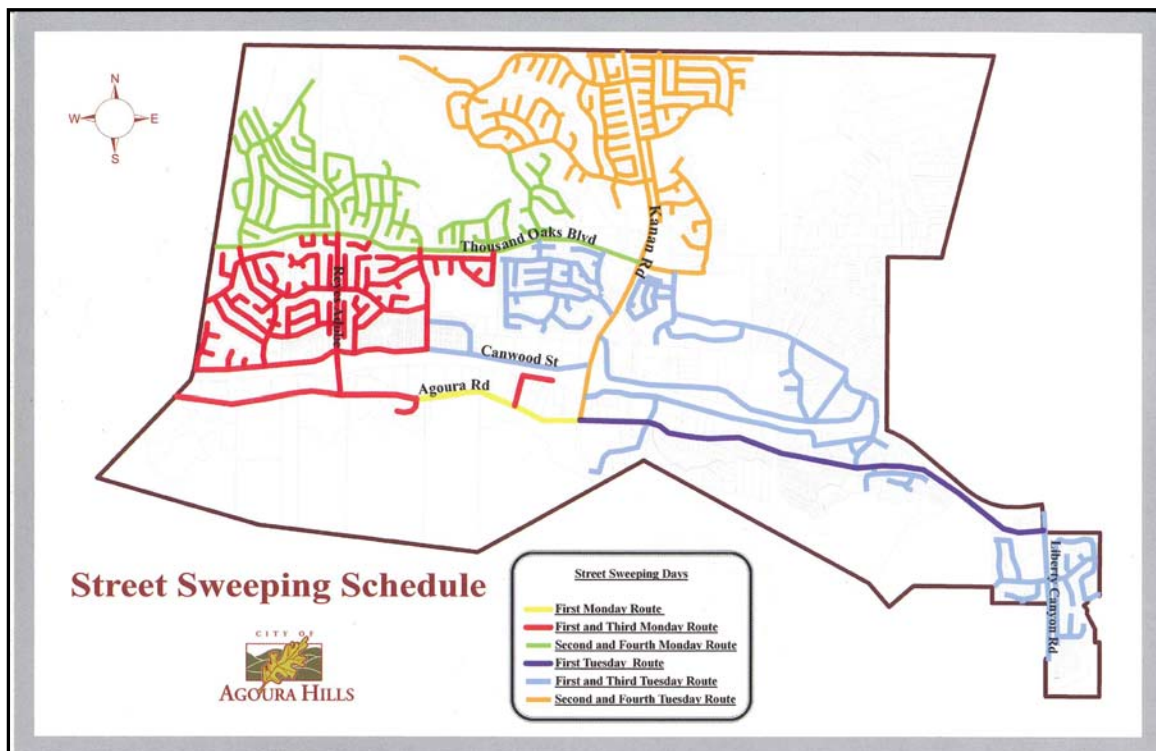 N
W E
S
Thousand Oaks Blvd
Kanan Rd
Reyes Adobe
Canwood St
Agoura Rd
Liberty Canyon Rd
Street Sweeping Schedule
CITY OF
AGOURA HILLS
Street Sweeping Days
First Monday Route
First and Third Monday Route
Second and Fourth Monday Route
First Tuesday Route
First and Third Tuesday Route
Second and Fourth Tuesday Route